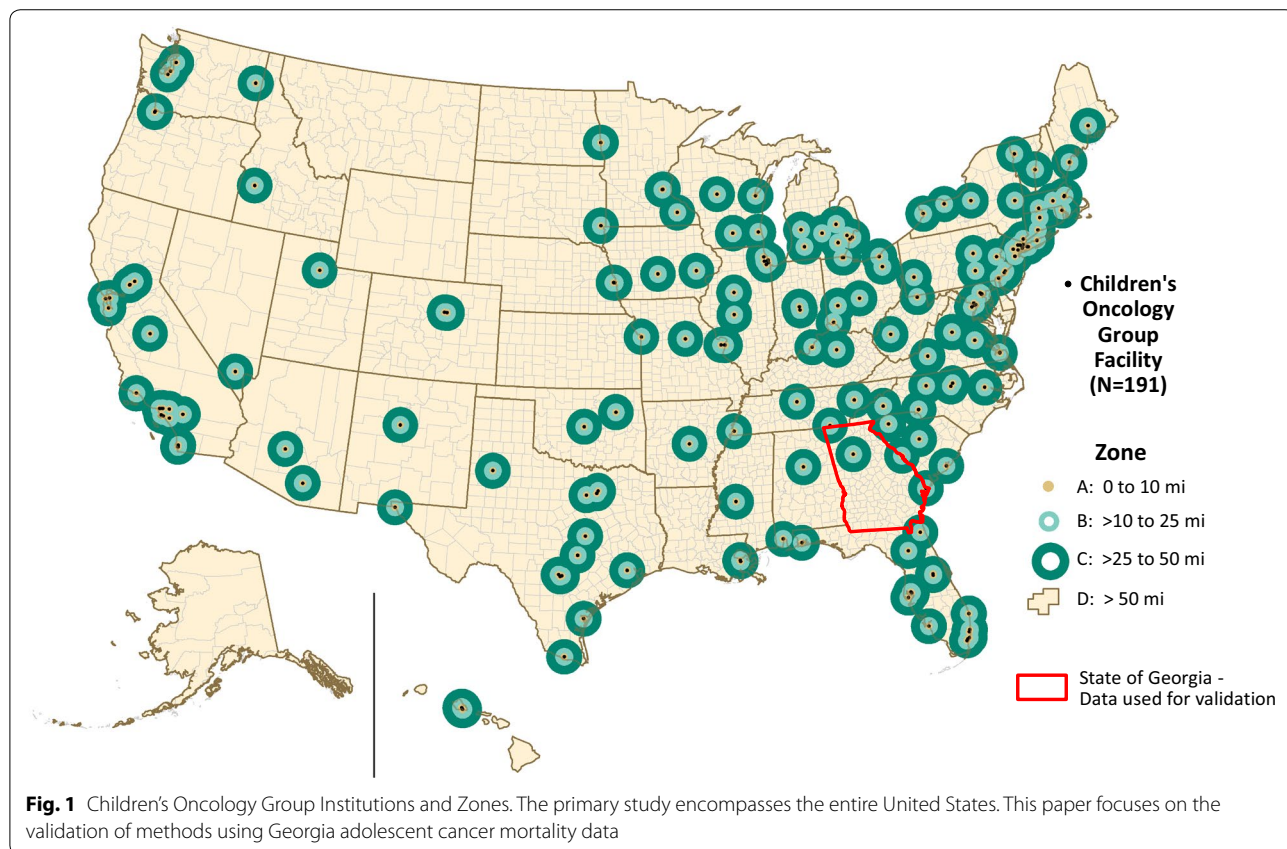 • Children's
Oncology
Group
Facility
(N=191)
Zone
A: 0 to 10 mi
B: >10 to 25 mi
C: >25 to 50 mi
D: > 50 mi
State of Georgia -
Data used for validation
Fig. 1 Children’s Oncology Group Institutions and Zones. The primary study encompasses the entire United States. This paper focuses on the
validation of methods using Georgia adolescent cancer mortality data